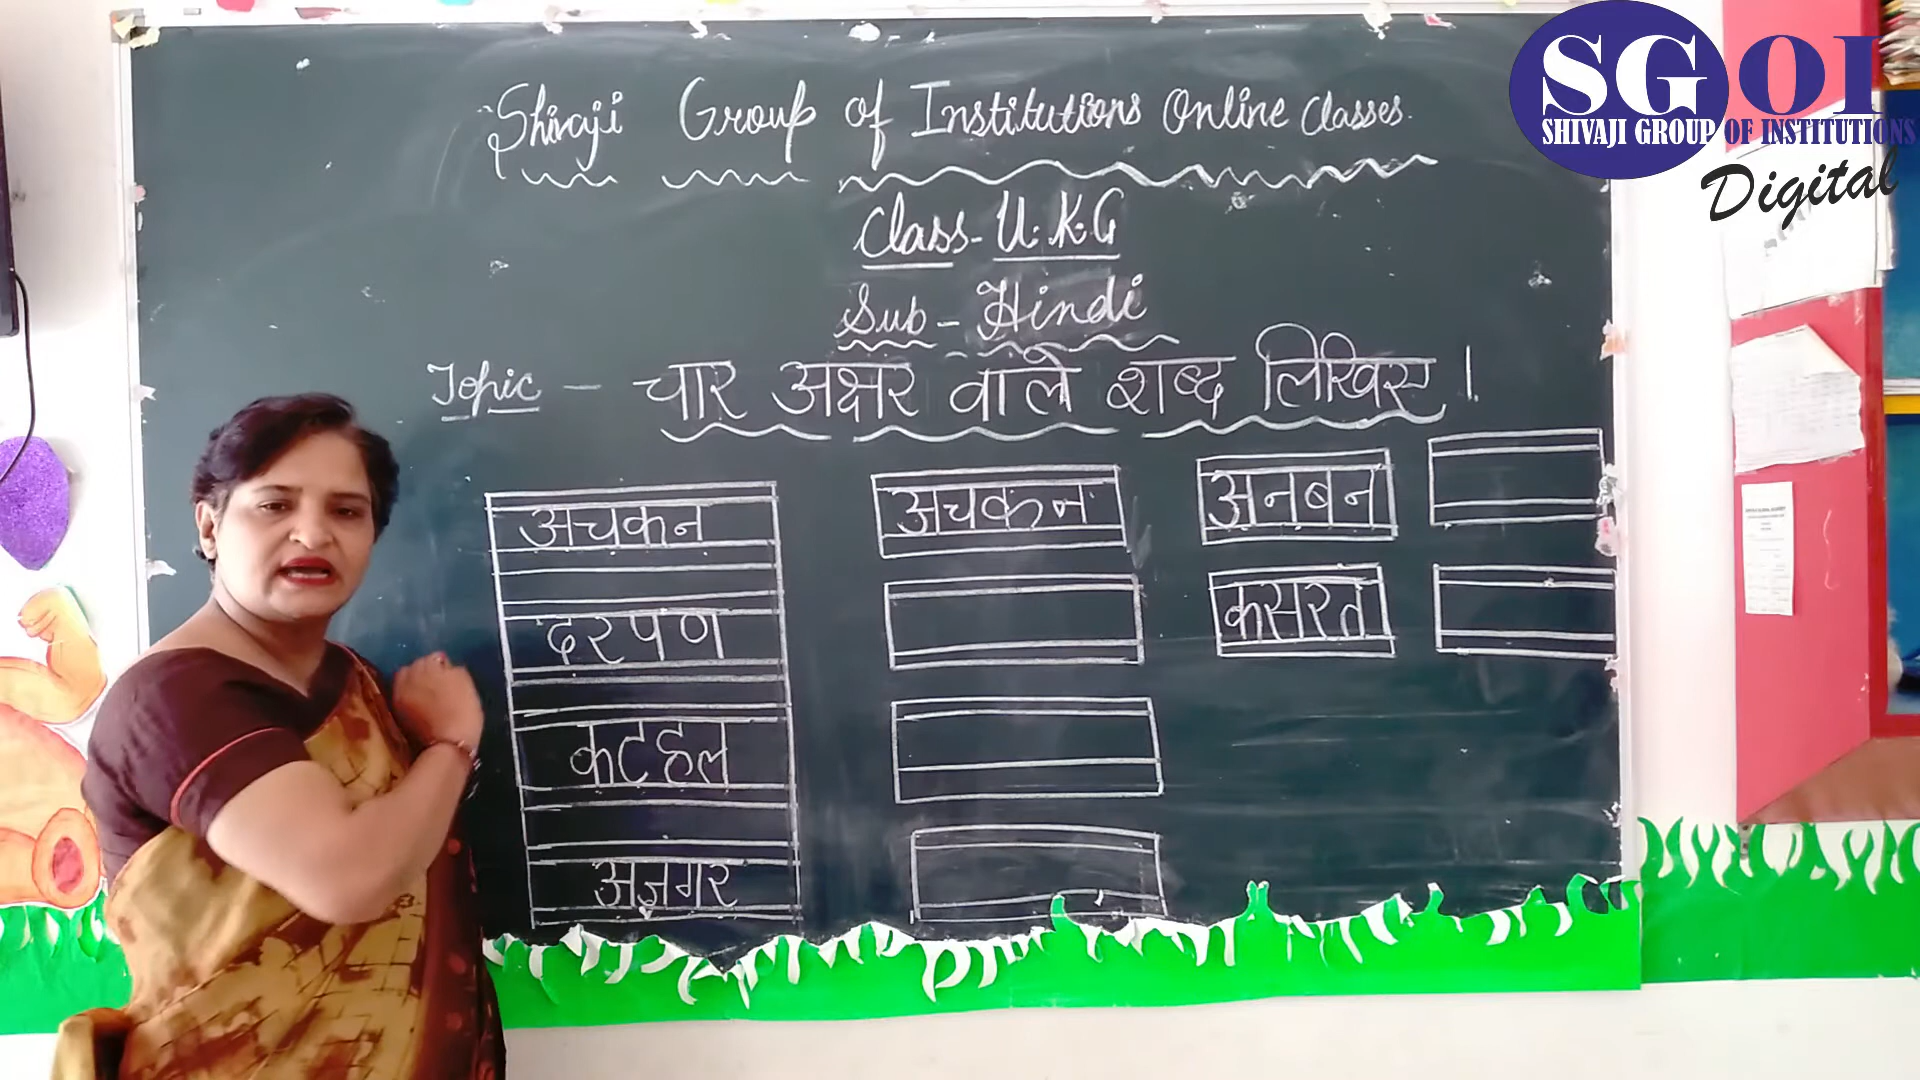 Shivaji Group of Institutions Online Classes.
Class - U.K.G
Sub - Hindi
Topic - चार अक्षर वाले शब्द लिखिए ।
अचकन
दरपण
कटहल
अजगर
अचकन
अनबन
कसरत
SGOI
SHIVAJI GROUP OF INSTITUTIONS
Digital